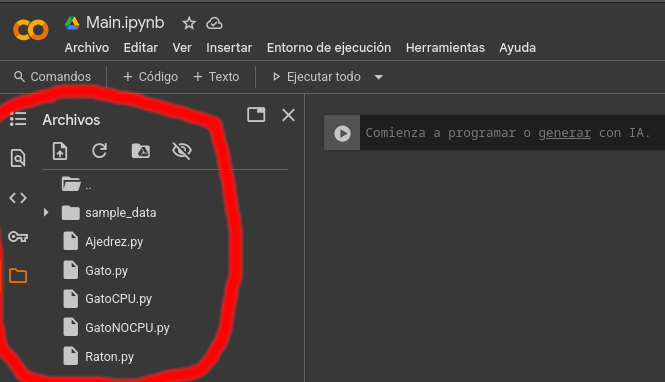 Main.ipynb
Archivo Editar Ver Insertar Entorno de ejecución Herramientas Ayuda
Comandos + Código + Texto Ejecutar todo
Archivos
..
sample_data
Ajedrez.py
Gato.py
GatoCPU.py
GatoNOCPU.py
Raton.py
Comienza a programar o generar con IA.